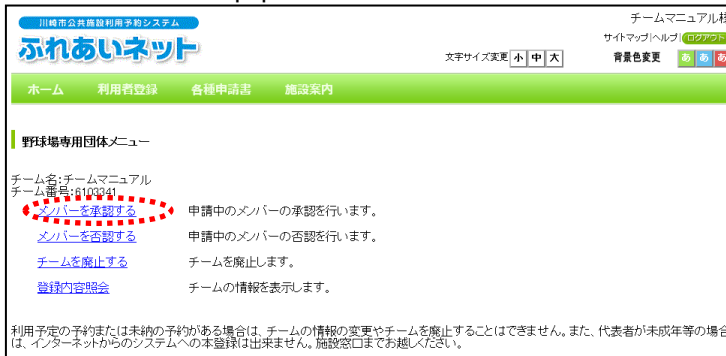 川崎市公共施設利用予約システム
チームマニュアル様
サイトマップ|ヘルプ|ログアウト
ふれあいネット
文字サイズ変更 小 中 大 背景色変更 あ あ あ
ホーム 利用者登録 各種申請書 施設案内
野球場専用団体メニュー
チーム名:チームマニュアル
チーム番号:6103341
メンバーを承認する 申請中のメンバーの承認を行います。
メンバーを否認する 申請中のメンバーの否認を行います。
チームを廃止する チームを廃止します。
登録内容照会 チームの情報を表示します。
利用予定の予約または未納の予約がある場合は、チームの情報の変更やチームを廃止することはできません。また、代表者が未成年等の場合
は、インターネットからのシステムへの本登録は出来ません。施設窓口までお越しください。